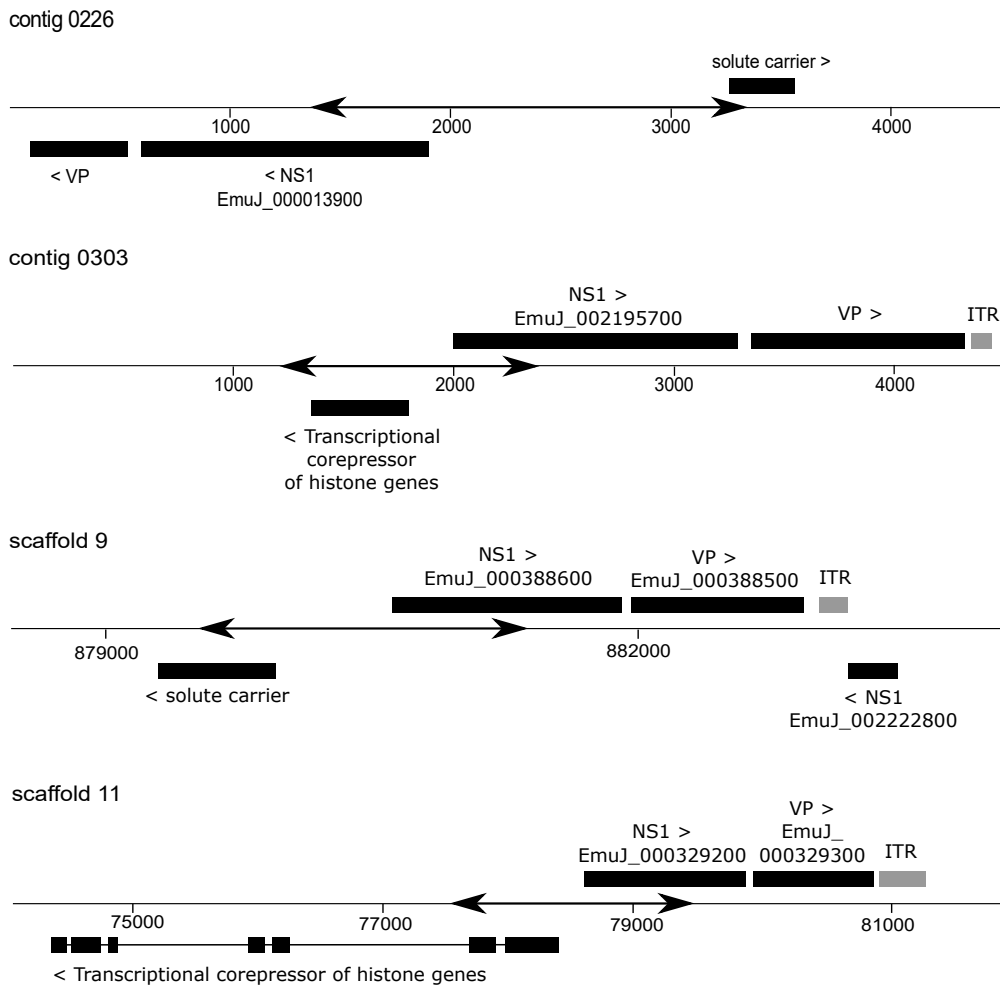 contig 0226
solute carrier >
1000
2000
3000
4000
< VP
< NS1
EmuJ_000013900
contig 0303
NS1 >
EmuJ_002195700
VP >
ITR
1000
2000
3000
4000
< Transcriptional
corepressor
of histone genes
scaffold 9
NS1 >
EmuJ_000388600
VP >
EmuJ_000388500
ITR
879000
882000
< solute carrier
< NS1
EmuJ_002222800
scaffold 11
NS1 >
EmuJ_000329200
VP >
EmuJ_
000329300
ITR
75000
77000
79000
81000
< Transcriptional corepressor of histone genes